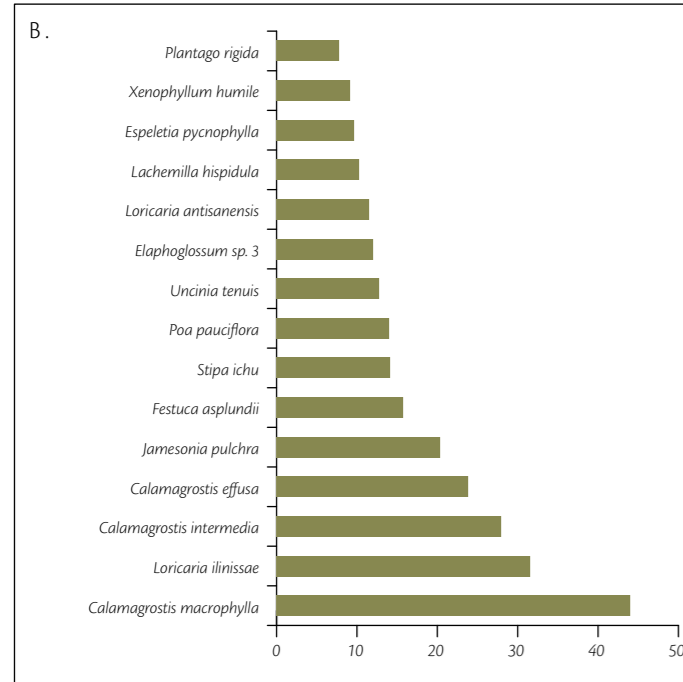 B.
Plantago rigida
Xenophyllum humile
Espeletia pycnophylla
Lachemilla hispidula
Loricaria antisanensis
Elaphoglossum sp. 3
Uncinia tenuis
Poa pauciflora
Stipa ichu
Festuca asplundii
Jamesonia pulchra
Calamagrostis effusa
Calamagrostis intermedia
Loricaria ilinissae
Calamagrostis macrophylla
0 10 20 30 40 50